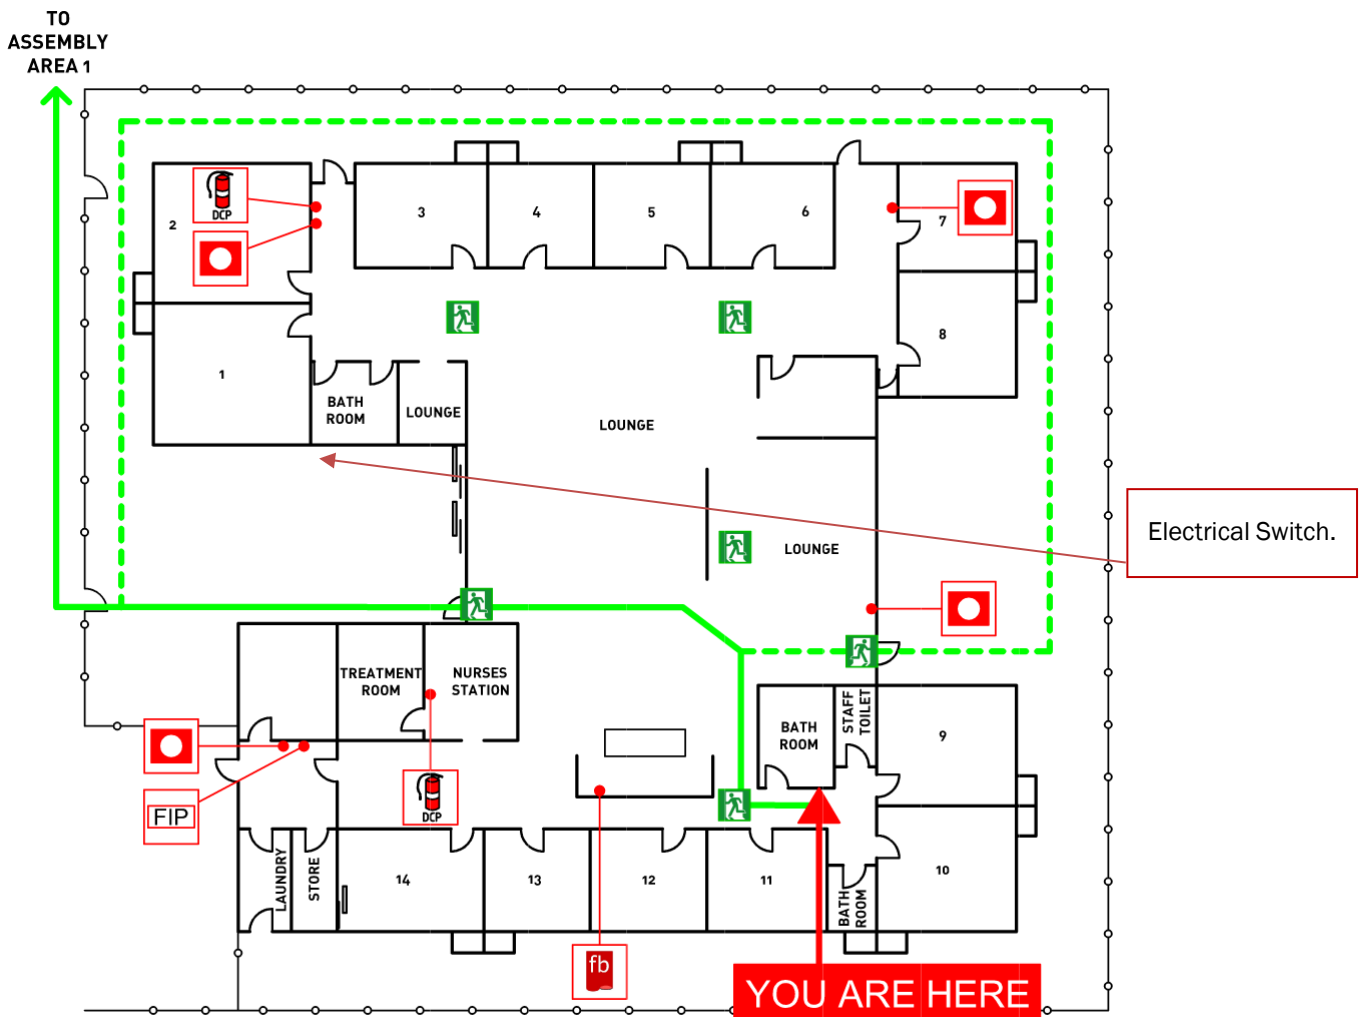 TO
ASSEMBLY
AREA 1
DCP
2
3
4
5
6
7
8
1
BATH
ROOM
LOUNGE
LOUNGE
LOUNGE
Electrical Switch.
TREATMENT
ROOM
NURSES
STATION
BATH
ROOM
STAFF
TOILET
9
FIP
DCP
LAUNDRY
STORE
14
13
12
11
BATH
ROOM
10
fb
YOU ARE HERE